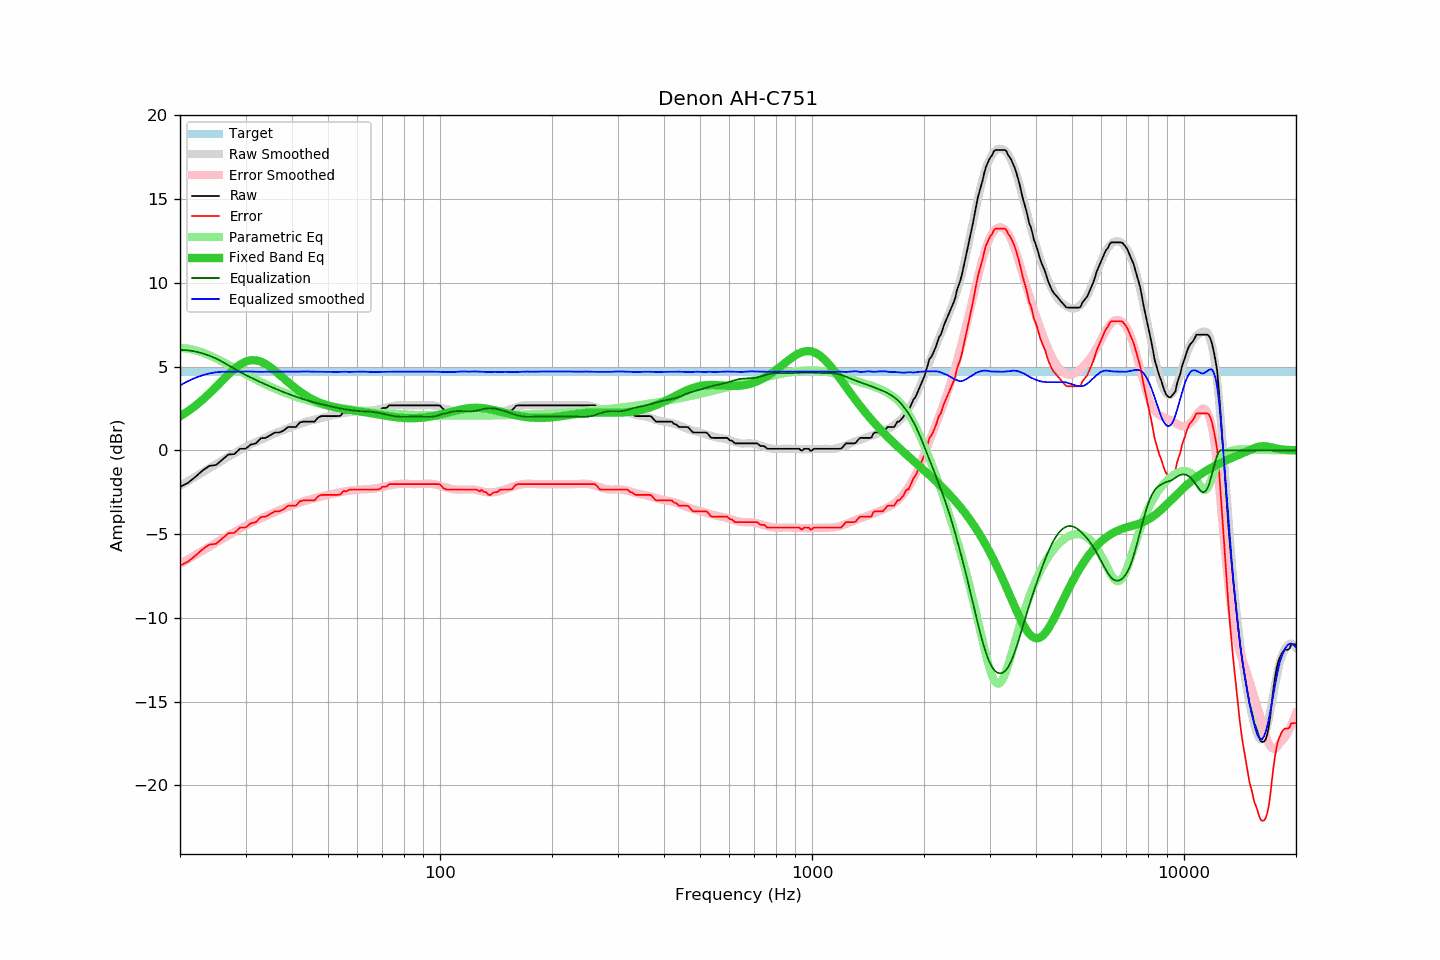 Denon AH-C751
20
15
10
5
0
−5
−10
−15
−20
Amplitude (dBr)
Target
Raw Smoothed
Error Smoothed
Raw
Error
Parametric Eq
Fixed Band Eq
Equalization
Equalized smoothed
100
1000
10000
Frequency (Hz)